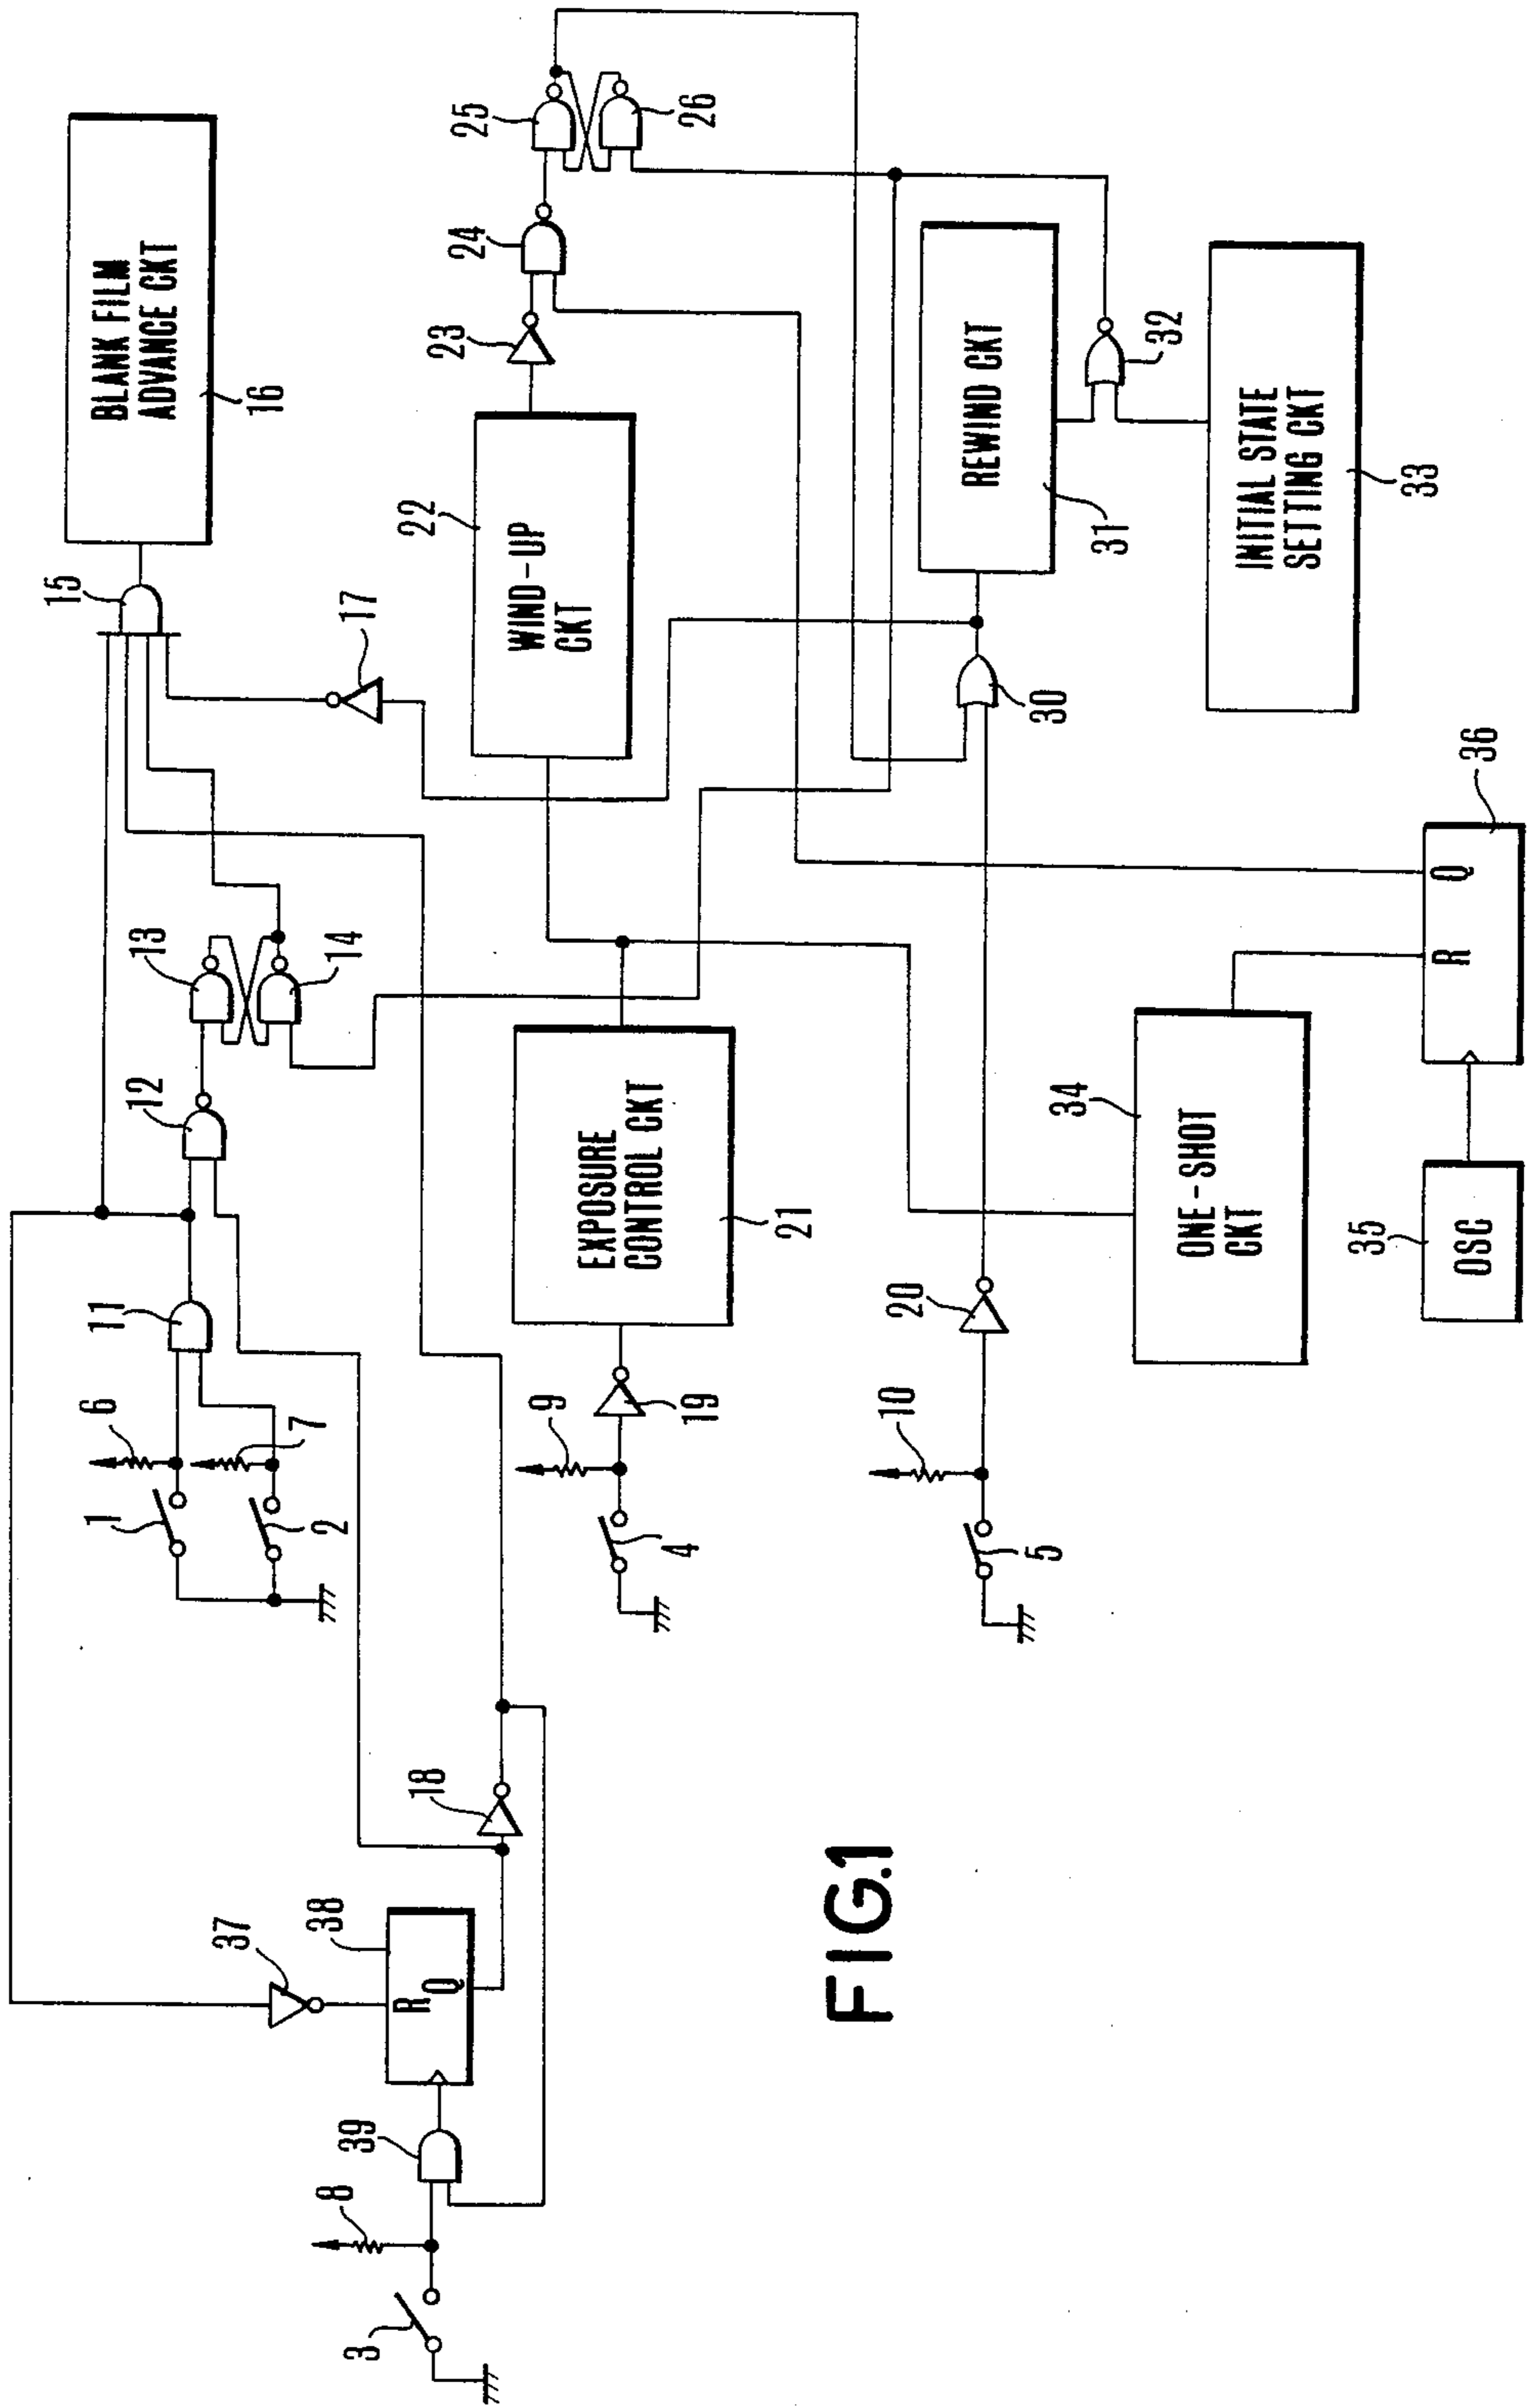 BLANK FILM
ADVANCE CKT
16
15
17
25
26
24
23
22
WIND-UP
CKT
REWIND CKT
31
32
INITIAL STATE
SETTING CKT
33
30
13
14
12
11
6
7
1
2
EXPOSURE
CONTROL CKT
21
9
19
4
20
10
5
34
ONE-SHOT
CKT
36
Q
R
35
OSC
18
37
38
R
Q
39
8
3
FIG.1